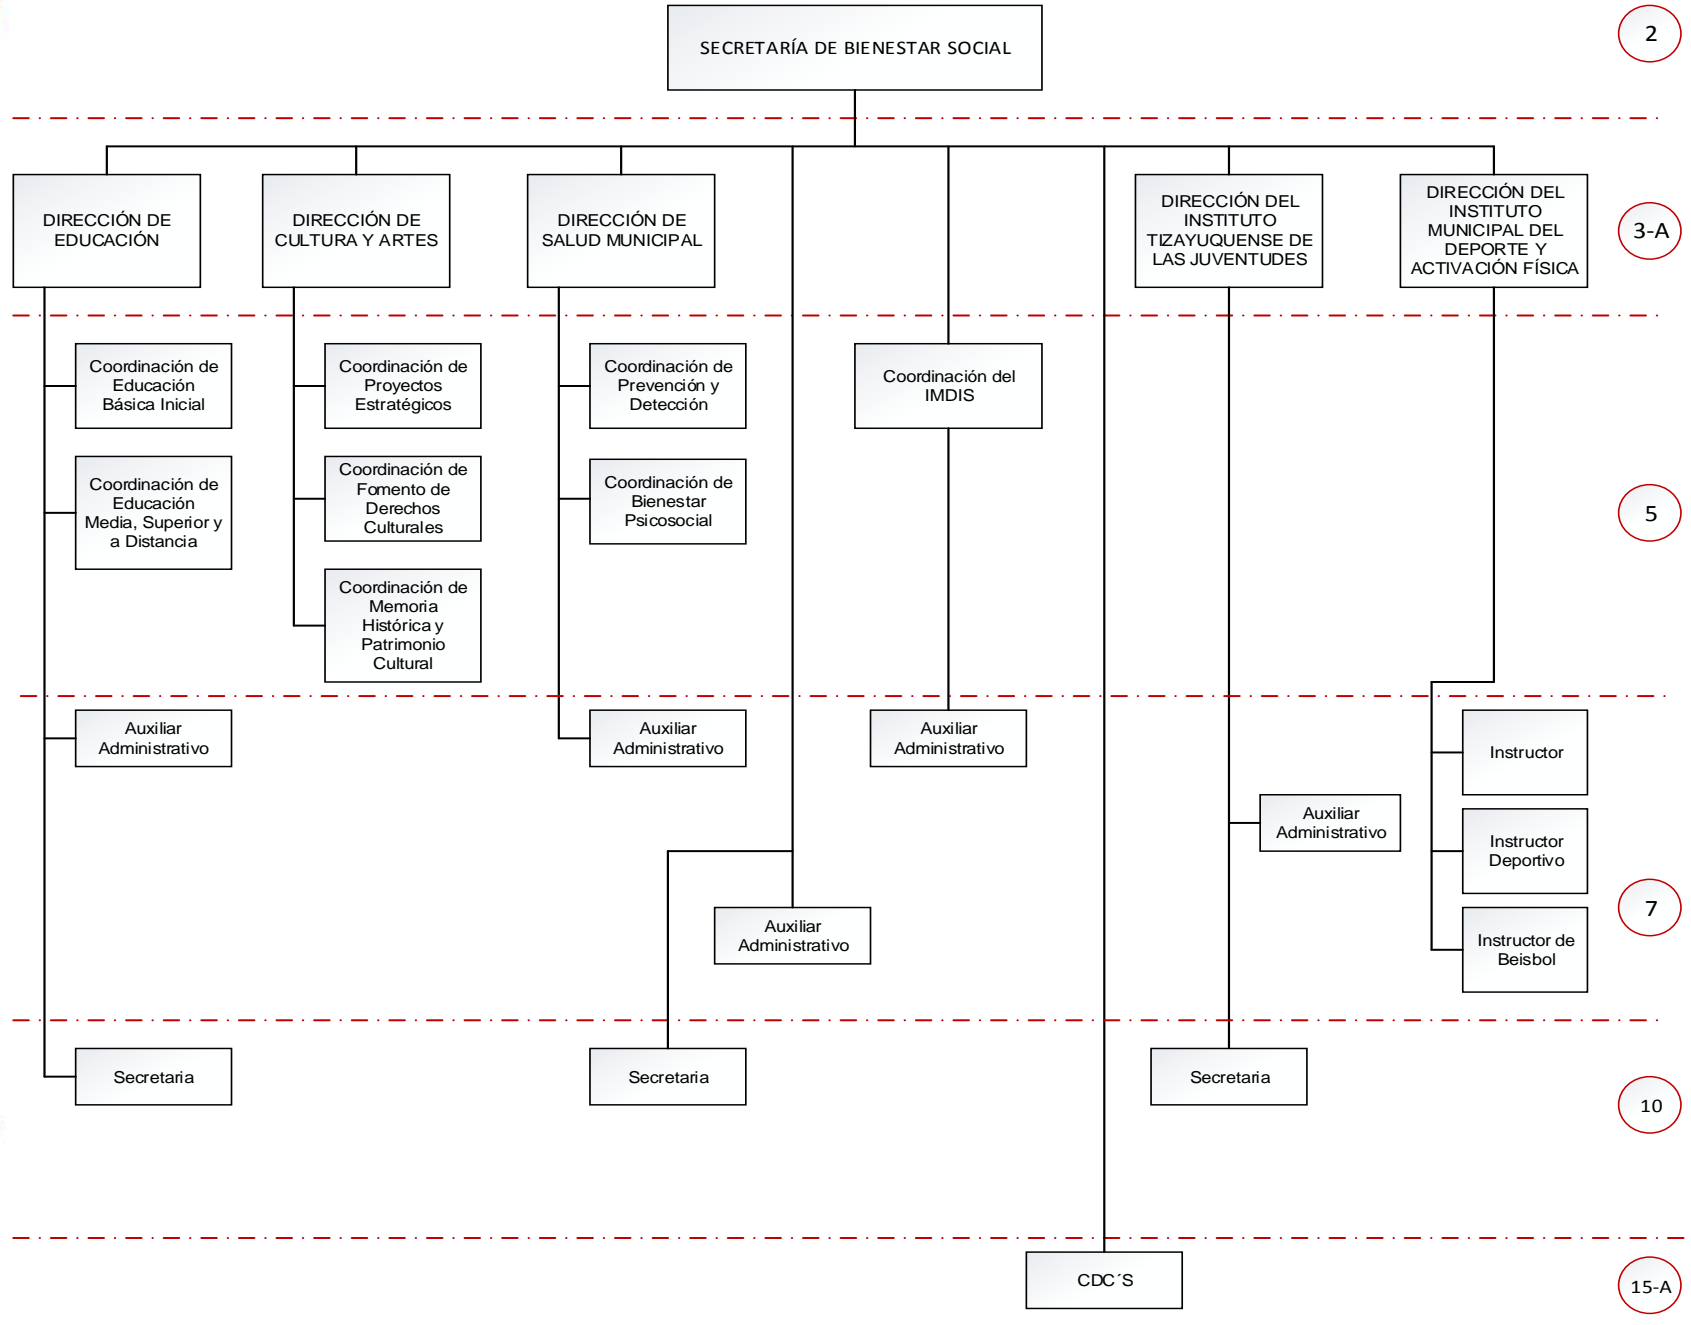 SECRETARÍA DE BIENESTAR SOCIAL
2
DIRECCIÓN DE
EDUCACIÓN
DIRECCIÓN DE
CULTURA Y ARTES
DIRECCIÓN DE
SALUD MUNICIPAL
DIRECCIÓN DEL
INSTITUTO
TIZAYUQUENSE DE
LAS JUVENTUDES
DIRECCIÓN DEL
INSTITUTO
MUNICIPAL DEL
DEPORTE Y
ACTIVACIÓN FÍSICA
3-A
Coordinación de
Educación
Básica Inicial
Coordinación de
Proyectos
Estratégicos
Coordinación de
Prevención y
Detección
Coordinación del
IMDIS
Coordinación de
Educación
Media, Superior y
a Distancia
Coordinación de
Fomento de
Derechos
Culturales
Coordinación de
Bienestar
Psicosocial
5
Coordinación de
Memoria
Histórica y
Patrimonio
Cultural
Auxiliar
Administrativo
Auxiliar
Administrativo
Auxiliar
Administrativo
Instructor
Auxiliar
Administrativo
Instructor
Deportivo
Auxiliar
Administrativo
Instructor de
Beisbol
7
Secretaria
Secretaria
Secretaria
10
CDC´S
15-A